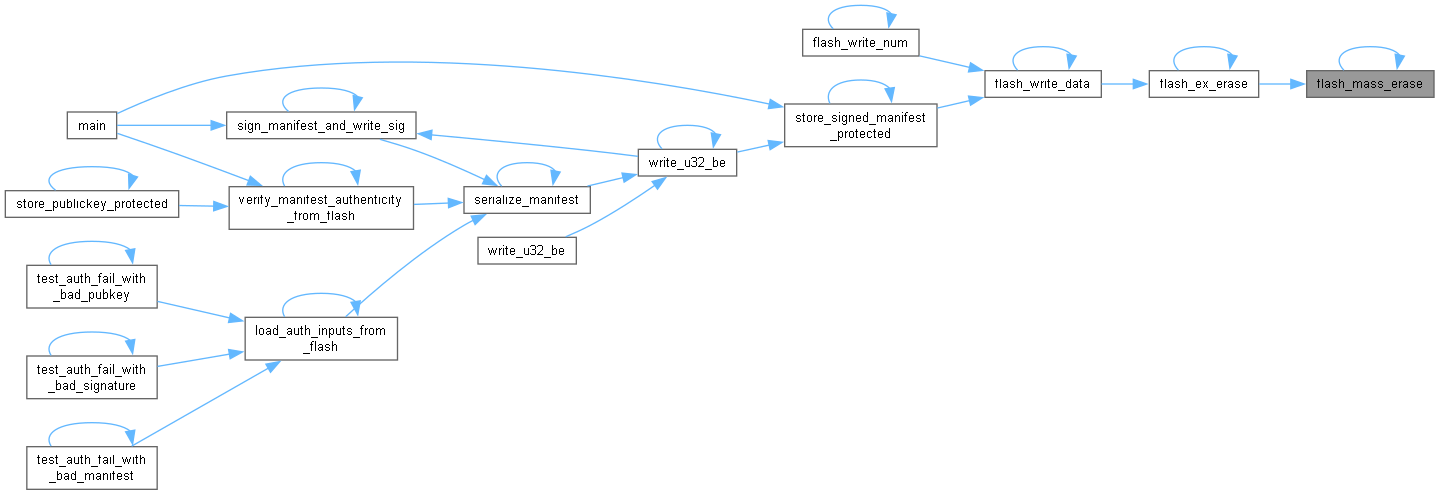 flash_write_num
flash_write_data
flash_ex_erase
flash_mass_erase
main
sign_manifest_and_write_sig
store_signed_manifest
_protected
write_u32_be
store_publickey_protected
verify_manifest_authenticity
_from_flash
serialize_manifest
write_u32_be
test_auth_fail_with
_bad_pubkey
load_auth_inputs_from
_flash
test_auth_fail_with
_bad_signature
test_auth_fail_with
_bad_manifest